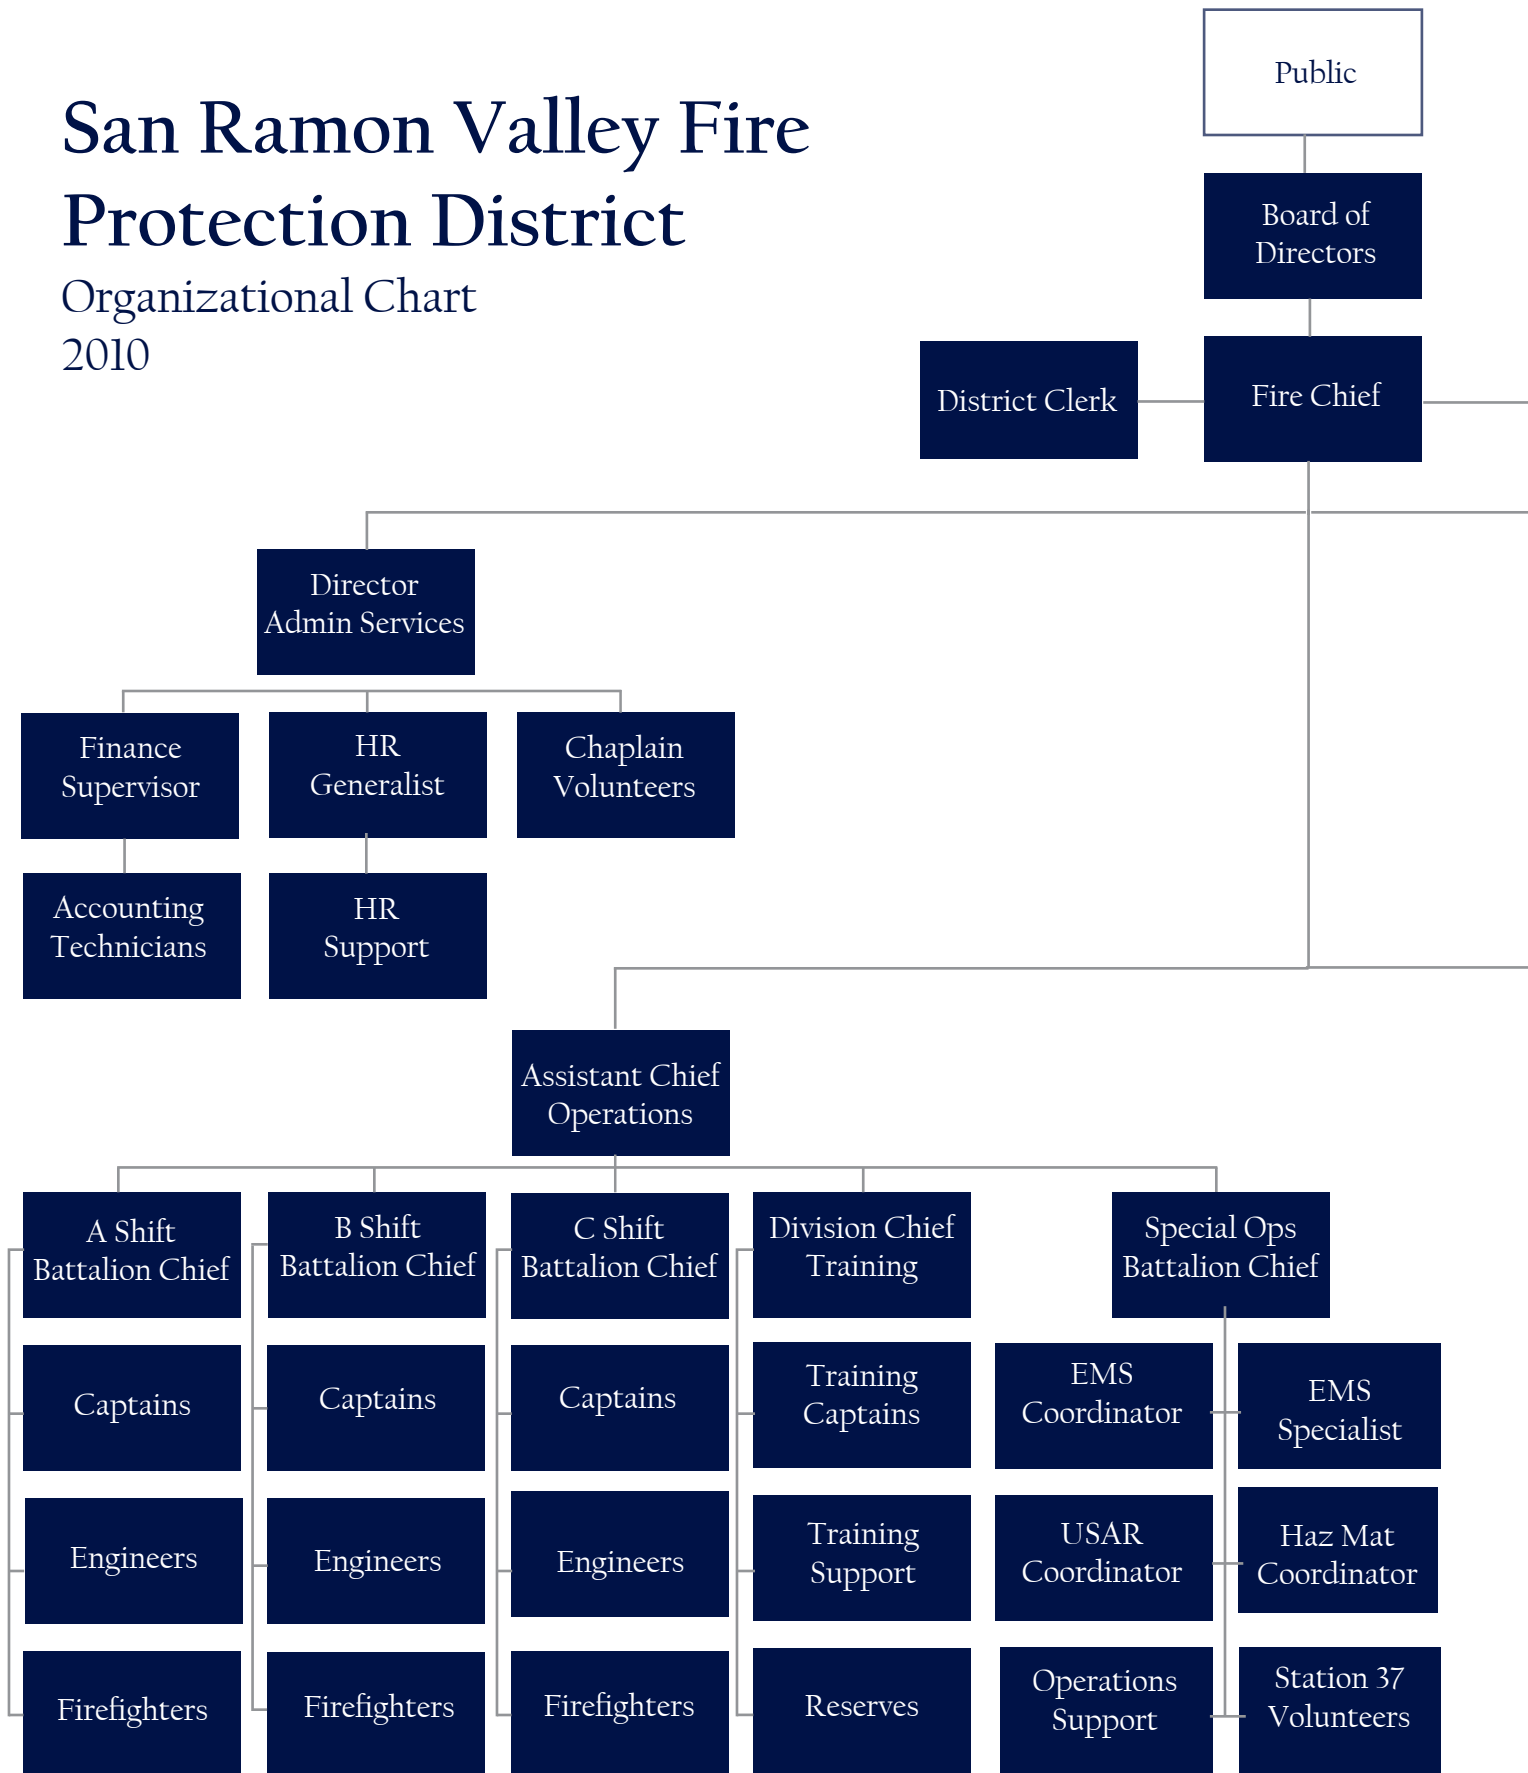 Public
San Ramon Valley Fire
Protection District
Organizational Chart
2010
Board of
Directors
District Clerk
Fire Chief
Director
Admin Services
Finance
Supervisor
HR
Generalist
Chaplain
Volunteers
Accounting
Technicians
HR
Support
Assistant Chief
Operations
A Shift
Battalion Chief
B Shift
Battalion Chief
C Shift
Battalion Chief
Division Chief
Training
Special Ops
Battalion Chief
Captains
Captains
Captains
Training
Captains
EMS
Coordinator
EMS
Specialist
Engineers
Engineers
Engineers
Training
Support
USAR
Coordinator
Haz Mat
Coordinator
Firefighters
Firefighters
Firefighters
Reserves
Operations
Support
Station 37
Volunteers